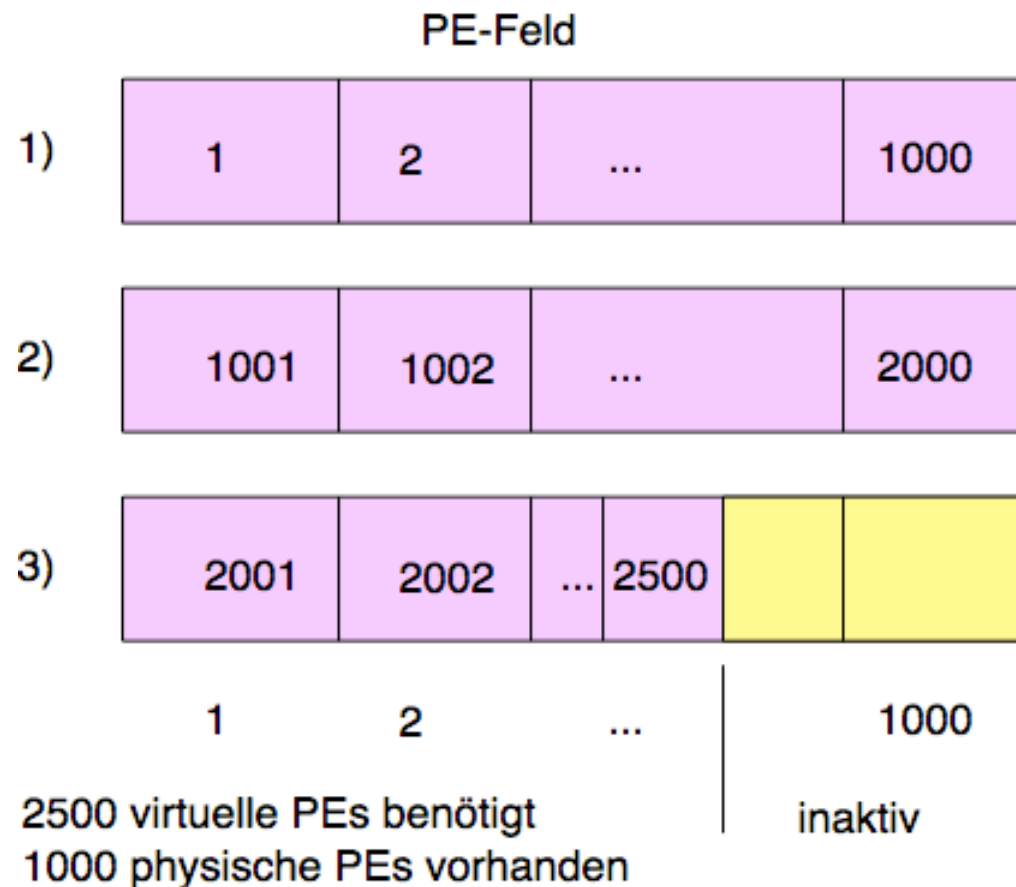 PE-Feld
1) 1 2 ... 1000
2) 1001 1002 ... 2000
3) 2001 2002 ... 2500
1 2 ... 1000
2500 virtuelle PEs benötigt inaktiv
1000 physische PEs vorhanden